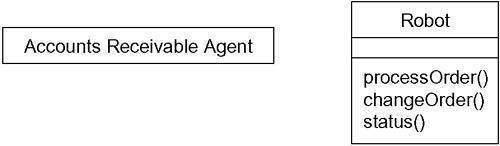 Accounts Receivable Agent
Robot
processOrder()
changeOrder()
status()